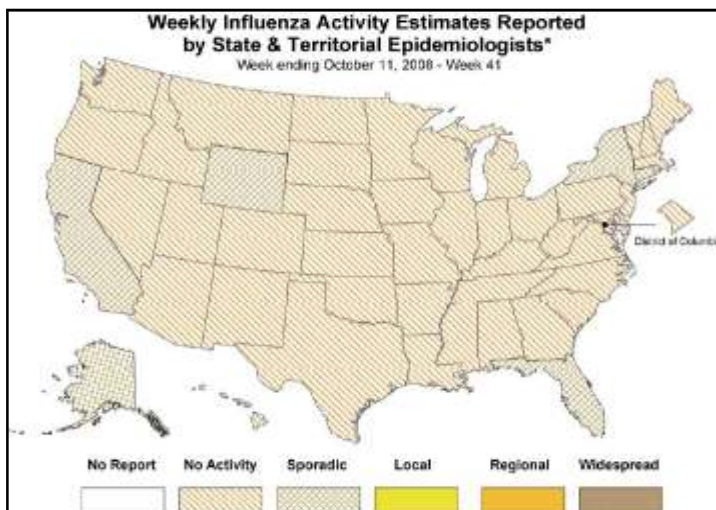 Weekly Influenza Activity Estimates Reported
by State & Territorial Epidemiologists*
Week ending October 11, 2008 - Week 41
District of Columbia
No Report No Activity Sporadic Local Regional Widespread